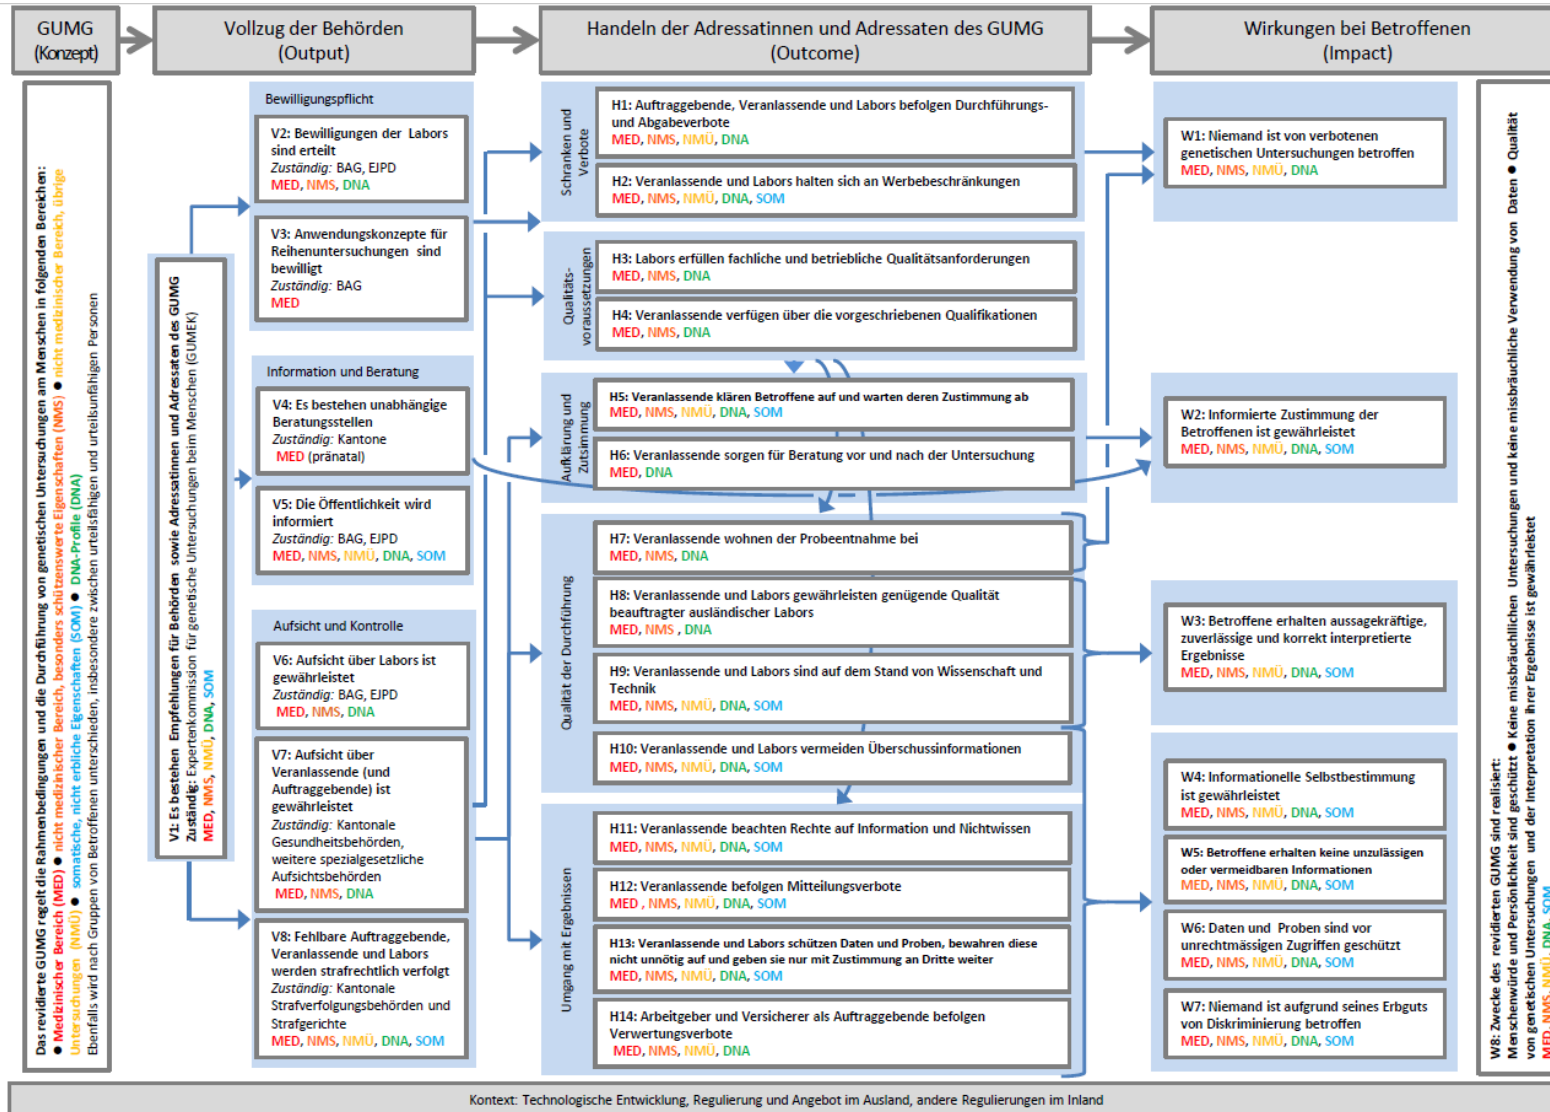 GUMG
(Konzept)
Vollzug der Behörden
(Output)
Handeln der Adressatinnen und Adressaten des GUMG
(Outcome)
Wirkungen bei Betroffenen
(Impact)
Das revidierte GUMG regelt die Rahmenbedingungen und die Durchführung von genetischen Untersuchungen am Menschen in folgenden Bereichen:
● Medizinischer Bereich (MED) ● nicht medizinischer Bereich, besonders schützenswerte Eigenschaften (NMS) ● nicht medizinischer Bereich, übrige
Untersuchungen (NMÜ) ● somatische, nicht erbliche Eigenschaften (SOM) ● DNA-Profile (DNA)
Ebenfalls wird nach Gruppen von Betroffenen unterschieden, insbesondere zwischen urteilsfähigen und urteilsunfähigen Personen
V1: Es bestehen Empfehlungen für Behörden sowie Adressatinnen und Adressaten des GUMG
Zuständig: Expertenkommission für genetische Untersuchungen beim Menschen (GUMEK)
MED, NMS, NMÜ, DNA, SOM
Bewilligungspflicht
V2: Bewilligungen der Labors
sind erteilt
Zuständig: BAG, EJPD
MED, NMS, DNA
V3: Anwendungskonzepte für
Reihenuntersuchungen sind
bewilligt
Zuständig: BAG
MED
Information und Beratung
V4: Es bestehen unabhängige
Beratungsstellen
Zuständig: Kantone
MED (pränatal)
V5: Die Öffentlichkeit wird
informiert
Zuständig: BAG, EJPD
MED, NMS, NMÜ, DNA, SOM
Aufsicht und Kontrolle
V6: Aufsicht über Labors ist
gewährleistet
Zuständig: BAG, EJPD
MED, NMS, DNA
V7: Aufsicht über
Veranlassende (und
Auftraggebende) ist
gewährleistet
Zuständig: Kantonale
Gesundheitsbehörden,
weitere spezialgesetzliche
Aufsichtsbehörden
MED, NMS, DNA
V8: Fehlbare Auftraggebende,
Veranlassende und Labors
werden strafrechtlich verfolgt
Zuständig: Kantonale
Strafverfolgungsbehörden und
Strafgerichte
MED, NMS, NMÜ, DNA, SOM
Schranken und
Verbote
H1: Auftraggebende, Veranlassende und Labors befolgen Durchführungs-
und Abgabeverbote
MED, NMS, NMÜ, DNA
H2: Veranlassende und Labors halten sich an Werbebeschränkungen
MED, NMS, NMÜ, DNA, SOM
Qualitäts-
voraussetzungen
H3: Labors erfüllen fachliche und betriebliche Qualitätsanforderungen
MED, NMS, DNA
H4: Veranlassende verfügen über die vorgeschriebenen Qualifikationen
MED, NMS, DNA
Aufklärung und
Zutsimmung
H5: Veranlassende klären Betroffene auf und warten deren Zustimmung ab
MED, NMS, NMÜ, DNA, SOM
H6: Veranlassende sorgen für Beratung vor und nach der Untersuchung
MED, DNA
Qualität der Durchführung
H7: Veranlassende wohnen der Probeentnahme bei
MED, NMS, DNA
H8: Veranlassende und Labors gewährleisten genügende Qualität
beauftragter ausländischer Labors
MED, NMS , DNA
H9: Veranlassende und Labors sind auf dem Stand von Wissenschaft und
Technik
MED, NMS, NMÜ, DNA, SOM
H10: Veranlassende und Labors vermeiden Überschussinformationen
MED, NMS, NMÜ, DNA, SOM
Umgang mit Ergebnissen
H11: Veranlassende beachten Rechte auf Information und Nichtwissen
MED, NMS, NMÜ, DNA, SOM
H12: Veranlassende befolgen Mitteilungsverbote
MED , NMS, NMÜ, DNA, SOM
H13: Veranlassende und Labors schützen Daten und Proben, bewahren diese
nicht unnötig auf und geben sie nur mit Zustimmung an Dritte weiter
MED, NMS, NMÜ, DNA, SOM
H14: Arbeitgeber und Versicherer als Auftraggebende befolgen
Verwertungsverbote
MED, NMS, NMÜ, DNA
W1: Niemand ist von verbotenen
genetischen Untersuchungen betroffen
MED, NMS, NMÜ, DNA
W2: Informierte Zustimmung der
Betroffenen ist gewährleistet
MED, NMS, NMÜ, DNA, SOM
W3: Betroffene erhalten aussagekräftige,
zuverlässige und korrekt interpretierte
Ergebnisse
MED, NMS, NMÜ, DNA, SOM
W4: Informationelle Selbstbestimmung
ist gewährleistet
MED, NMS, NMÜ, DNA, SOM
W5: Betroffene erhalten keine unzulässigen
oder vermeidbaren Informationen
MED, NMS, NMÜ, DNA, SOM
W6: Daten und Proben sind vor
unrechtmässigen Zugriffen geschützt
MED, NMS, NMÜ, DNA, SOM
W7: Niemand ist aufgrund seines Erbguts
von Diskriminierung betroffen
MED, NMS, NMÜ, DNA, SOM
W8: Zwecke des revidierten GUMG sind realisiert:
Menschenwürde und Persönlichkeit sind geschützt ● Keine missbräuchlichen Untersuchungen und keine missbräuchliche Verwendung von Daten ● Qualität
von genetischen Untersuchungen und der Interpretation ihrer Ergebnisse ist gewährleistet
MED, NMS, NMÜ, DNA, SOM
Kontext: Technologische Entwicklung, Regulierung und Angebot im Ausland, andere Regulierungen im Inland